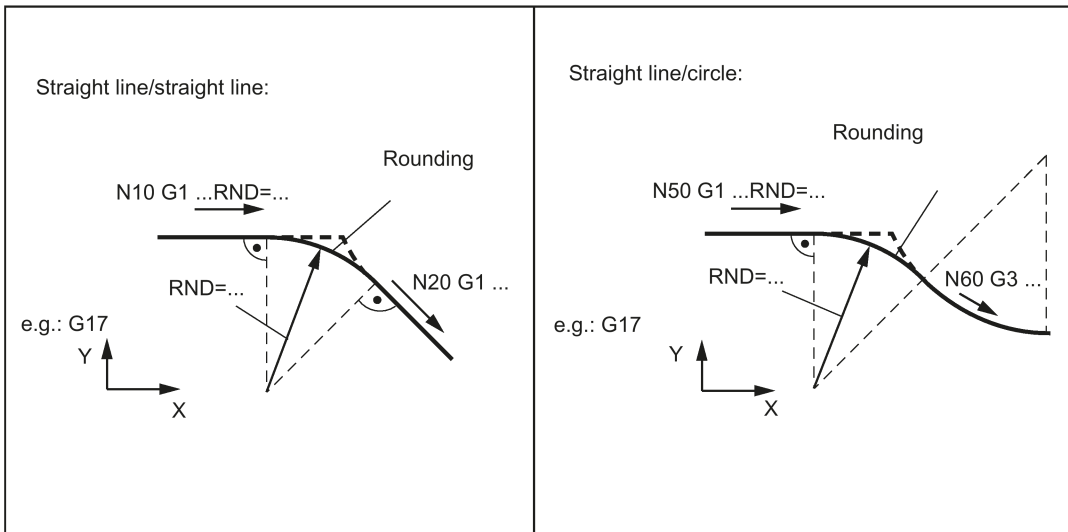 Straight line/straight line:
Rounding
N10 G1 ...RND=...
RND=...
N20 G1 ...
e.g.: G17
Y
X
Straight line/circle:
Rounding
N50 G1 ...RND=...
RND=...
N60 G3 ...
e.g.: G17
Y
X